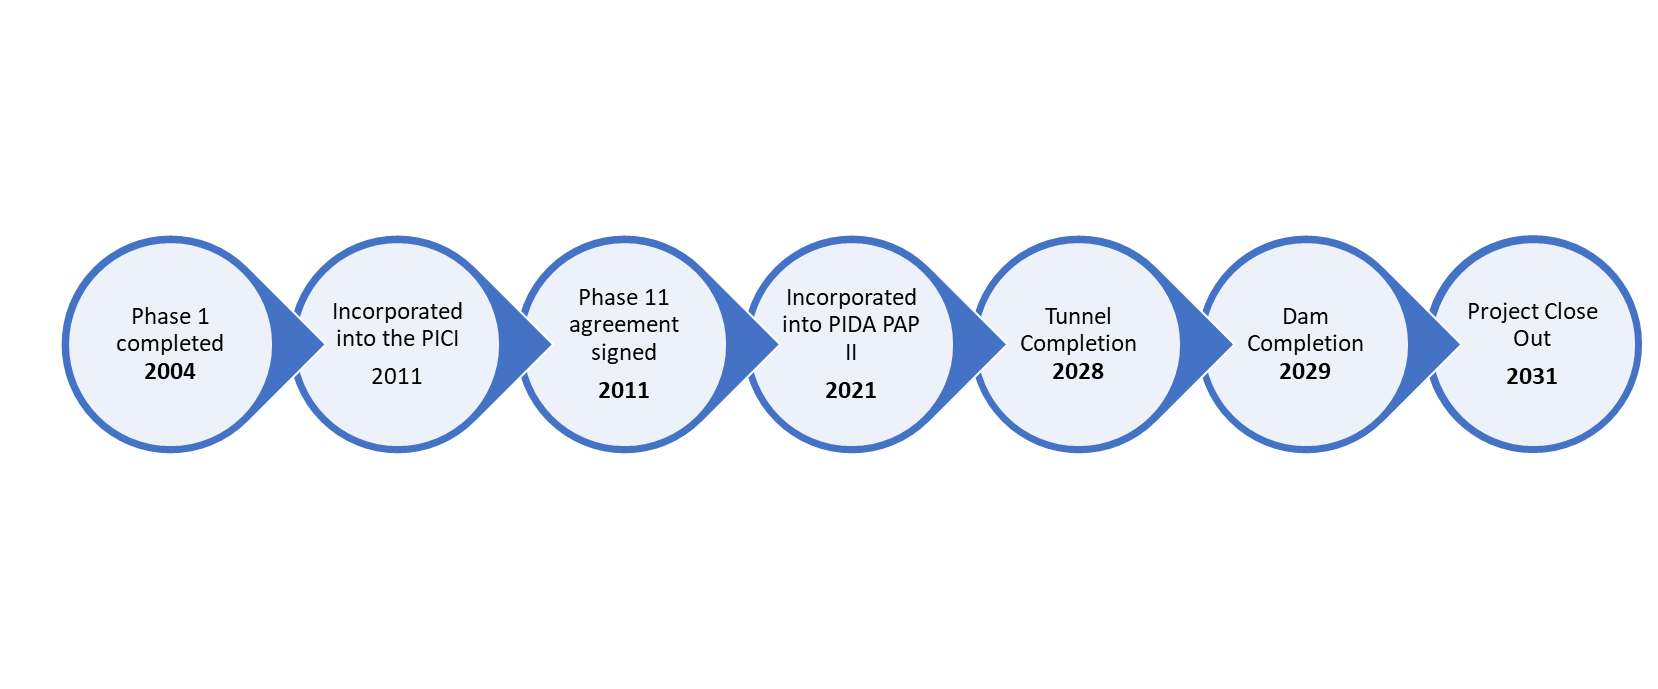 Phase 1
completed
2004
Incorporated
into the PICI
2011
Phase 11
agreement
signed
2011
Incorporated
into PIDA PAP
II
2021
Tunnel
Completion
2028
Dam
Completion
2029
Project Close
Out
2031